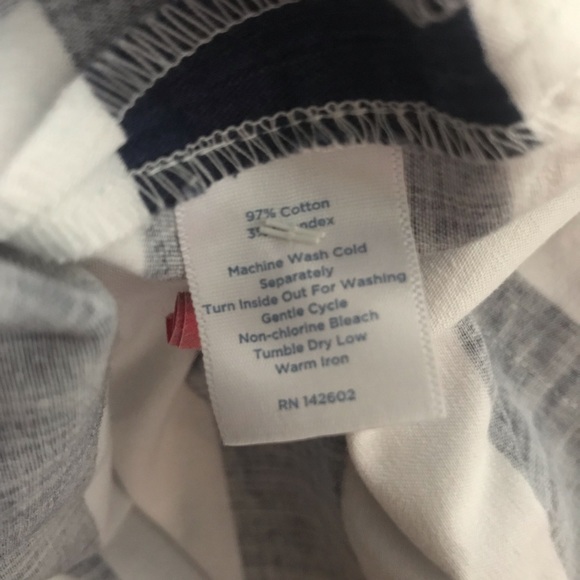 97% Cotton
3%
Machine Wash Cold
Separately
Turn Inside Out For Washing
Gentle Cycle
Non-chlorine Bleach
Tumble Dry Low
Warm Iron
RN 142602